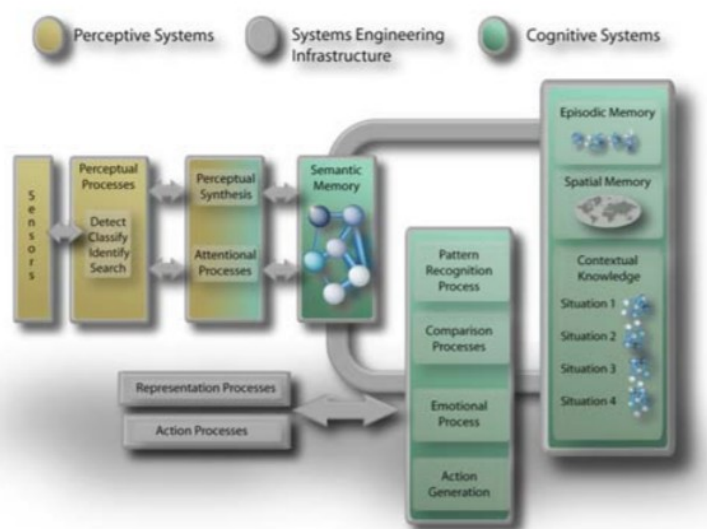 Perceptive Systems
Systems Engineering
Infrastructure
Cognitive Systems
Sensors
Perceptual
Processes
Detect
Classify
Identify
Search
Perceptual
Synthesis
Attentional
Processes
Semantic
Memory
Pattern
Recognition
Process
Comparison
Processes
Emotional
Process
Action
Generation
Episodic Memory
Spatial Memory
Contextual
Knowledge
Situation 1
Situation 2
Situation 3
Situation 4
Representation Processes
Action Processes